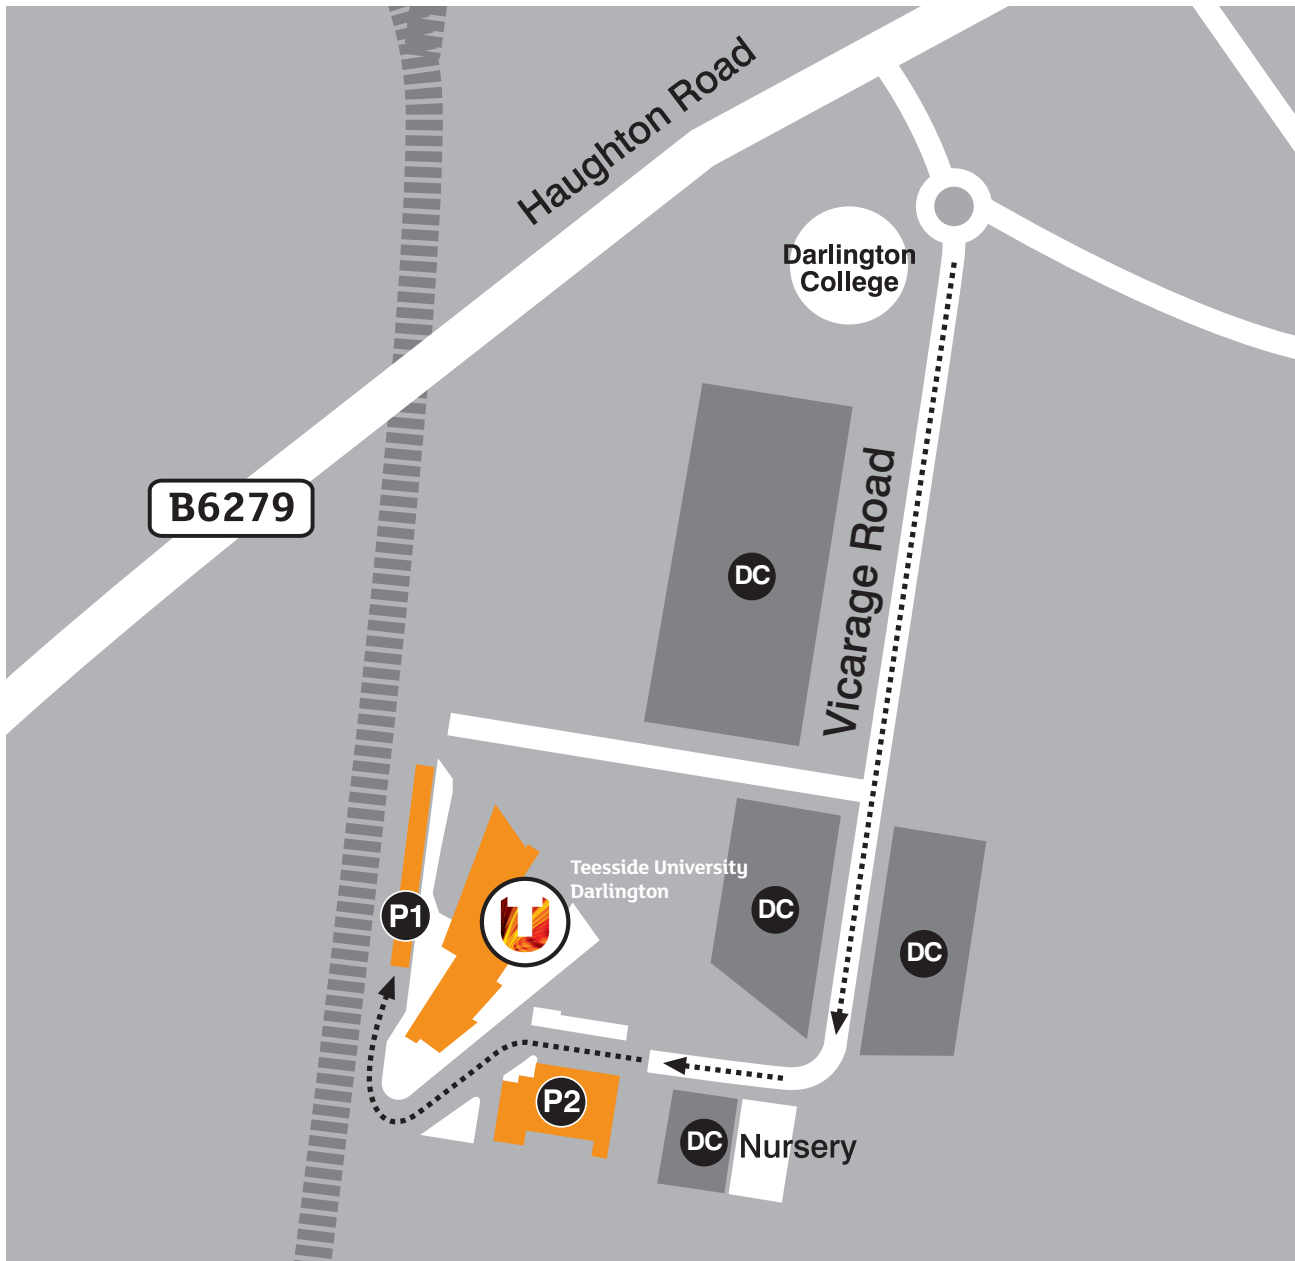 Haughton Road
Darlington
College
B6279
Vicarage Road
DC
Teesside University
Darlington
P1
T
DC
DC
P2
DC
Nursery